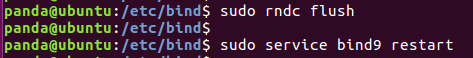 panda@ubuntu:/etc/bind$ sudo rndc flush
panda@ubuntu:/etc/bind$
panda@ubuntu:/etc/bind$ sudo service bind9 restart